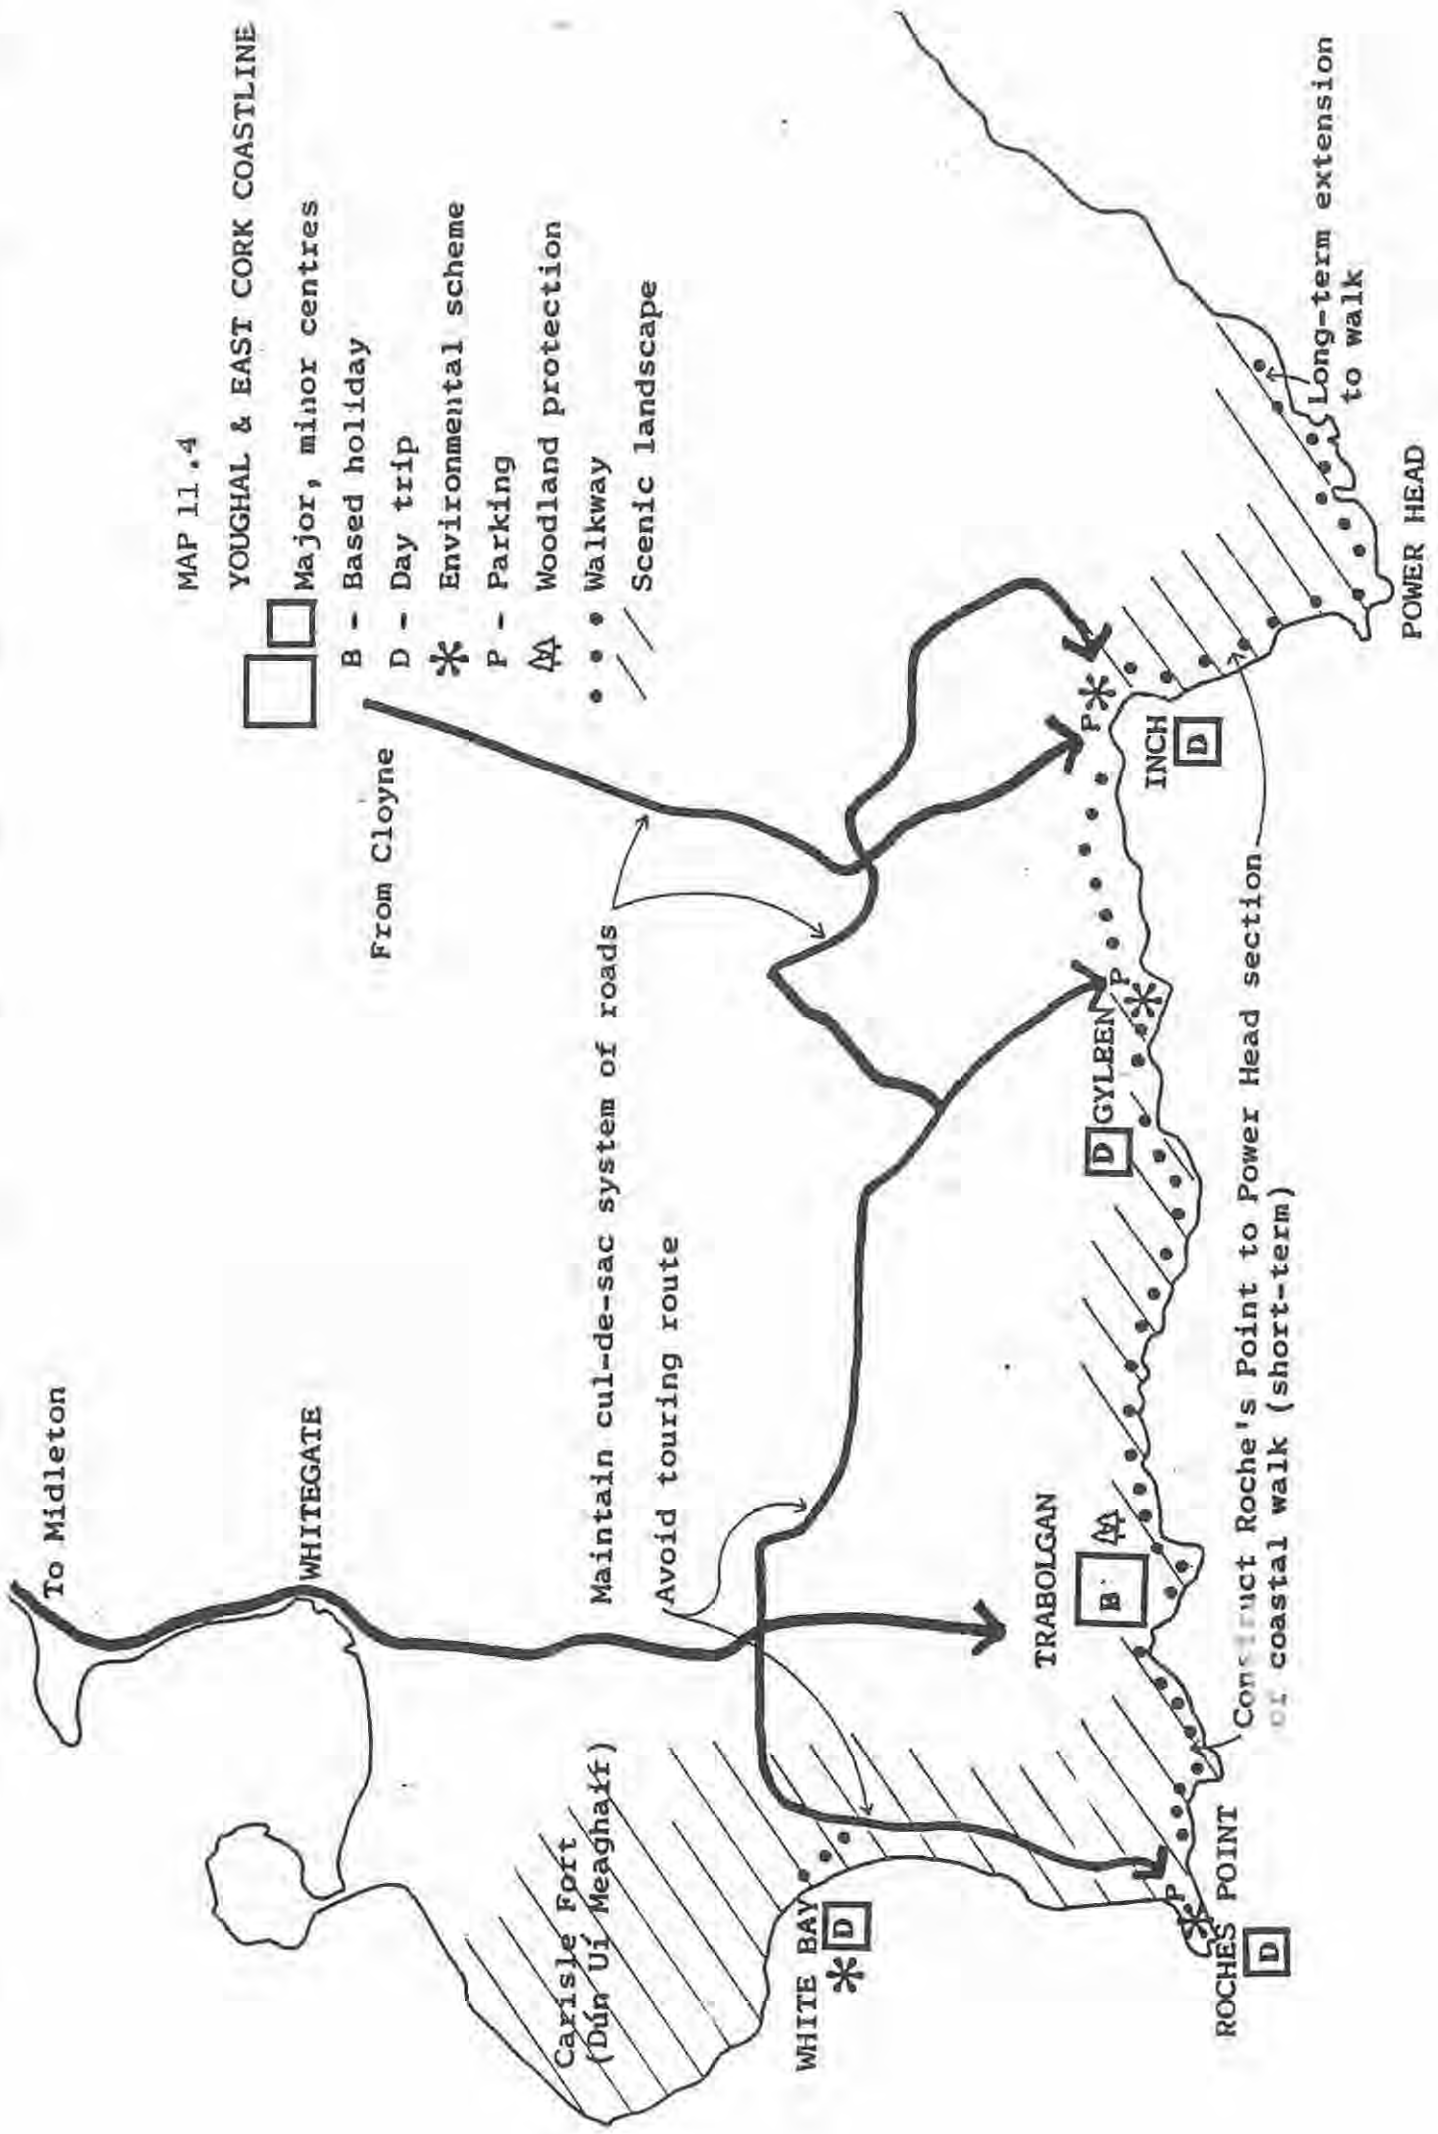 MAP 11.4
YOUGHAL & EAST CORK COASTLINE
Major, minor centres
B - Based holiday
D - Day trip
Environmental scheme
P - Parking
Woodland protection
Walkway
Scenic landscape
To Midleton
WHITEGATE
From Cloyne
Maintain cul-de-sac system of roads
Avoid touring route
Carisle Fort
(Dún Uí Meaghair)
WHITE BAY
D
TRABOLGAN
B
D GYLEEN
P
P
INCH
D
P
ROCHES POINT
D
Construct Roche's Point to Power Head section
of coastal walk (short-term)
POWER HEAD
Long-term extension
to walk